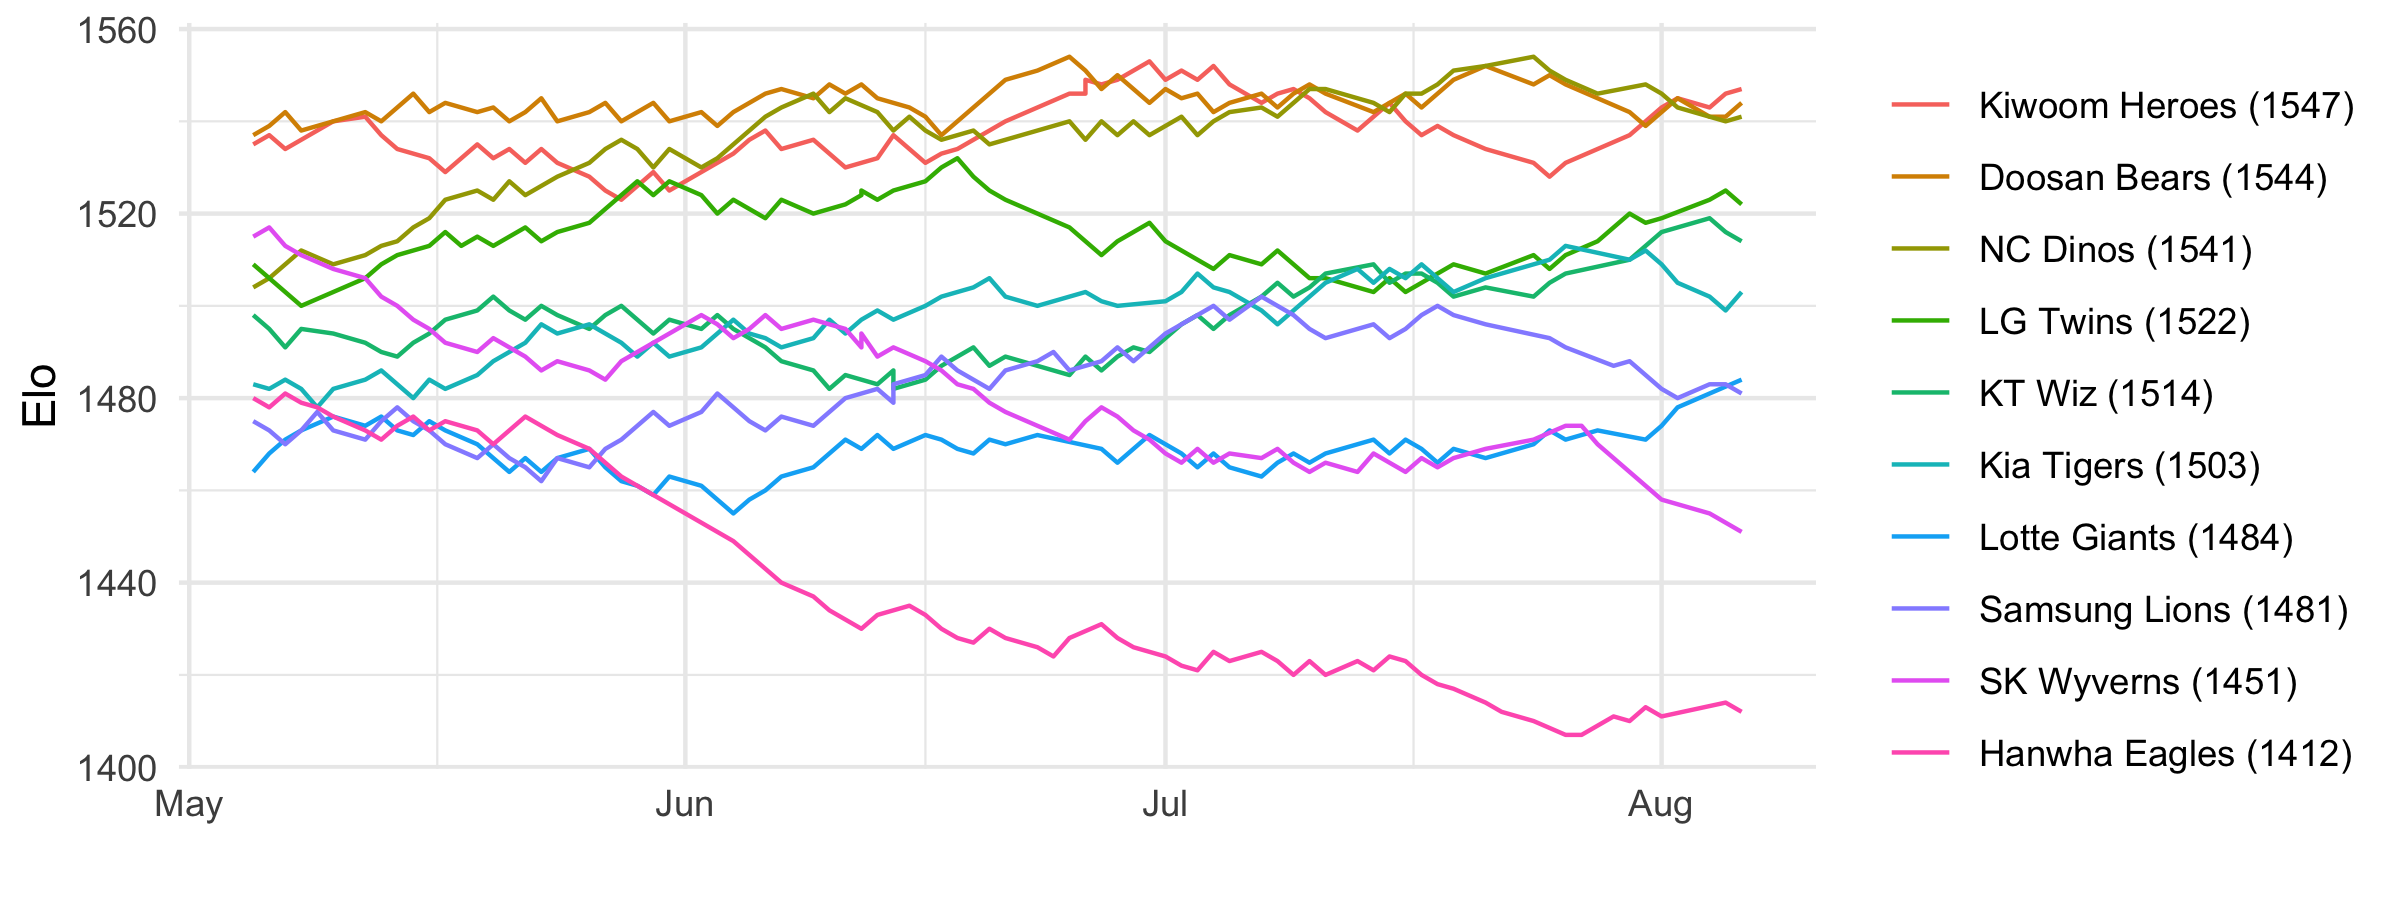 Elo
1560
1520
1480
1440
1400
May Jun Jul Aug
Kiwoom Heroes (1547)
Doosan Bears (1544)
NC Dinos (1541)
LG Twins (1522)
KT Wiz (1514)
Kia Tigers (1503)
Lotte Giants (1484)
Samsung Lions (1481)
SK Wyverns (1451)
Hanwha Eagles (1412)